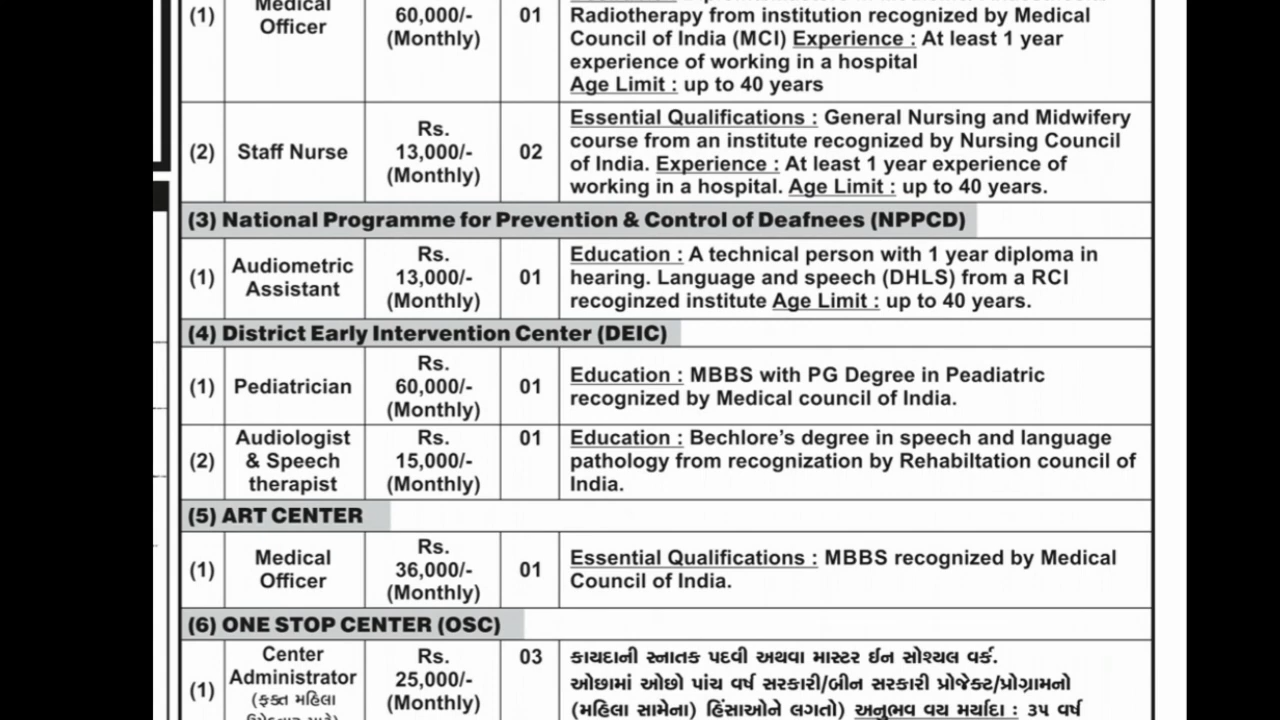 (1)
Medical
Officer
60,000/-
(Monthly)
01
Radiotherapy from institution recognized by Medical
Council of India (MCI) Experience : At least 1 year
experience of working in a hospital
Age Limit : up to 40 years
(2)
Staff Nurse
Rs.
13,000/-
(Monthly)
02
Essential Qualifications : General Nursing and Midwifery
course from an institute recognized by Nursing Council
of India. Experience : At least 1 year experience of
working in a hospital. Age Limit : up to 40 years.
(3) National Programme for Prevention & Control of Deafnees (NPPCD)
(1)
Audiometric
Assistant
Rs.
13,000/-
(Monthly)
01
Education : A technical person with 1 year diploma in
hearing. Language and speech (DHLS) from a RCI
recoginzed institute Age Limit : up to 40 years.
(4) District Early Intervention Center (DEIC)
(1)
Pediatrician
Rs.
60,000/-
(Monthly)
01
Education : MBBS with PG Degree in Peadiatric
recognized by Medical council of India.
(2)
Audiologist
& Speech
therapist
Rs.
15,000/-
(Monthly)
01
Education : Bechlore's degree in speech and language
pathology from recognization by Rehabiltation council of
India.
(5) ART CENTER
(1)
Medical
Officer
Rs.
36,000/-
(Monthly)
01
Essential Qualifications : MBBS recognized by Medical
Council of India.
(6) ONE STOP CENTER (OSC)
(1)
Center
Administrator
(ફક્ત મહિલા
Rs.
25,000/-
(Monthly)
03
કાયદાની સ્નાતક પદવી અથવા માસ્ટર ઈન સોશ્યલ વર્ક.
ઓછામાં ઓછો પાંચ વર્ષ સરકારી/બીન સરકારી પ્રોજેક્ટ/પ્રોગ્રામનો
(મહિલા સામેના) હિંસાઓને લગતો) અનુભવ વય મર્યાદા : ૩૫ વર્ષ